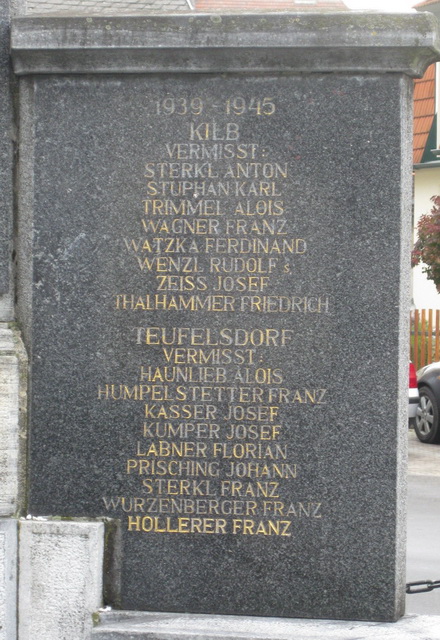 1939-1945
KILB
VERMISST:
STERKL ANTON
STUPHAN KARL
TRIMMEL ALOIS
WAGNER FRANZ
WATZKA FERDINAND
WENZL RUDOLF
ZEISS JOSEF
THALHAMMER FRIEDRICH
TEUFELSDORF
VERMISST:
HAUNLIEB ALOIS
HUMPELSTETTER FRANZ
KASSER JOSEF
KUMPER JOSEF
LABNER FLORIAN
PRISCHING JOHANN
STERKL FRANZ
WURZENBERGER FRANZ
HOLLERER FRANZ